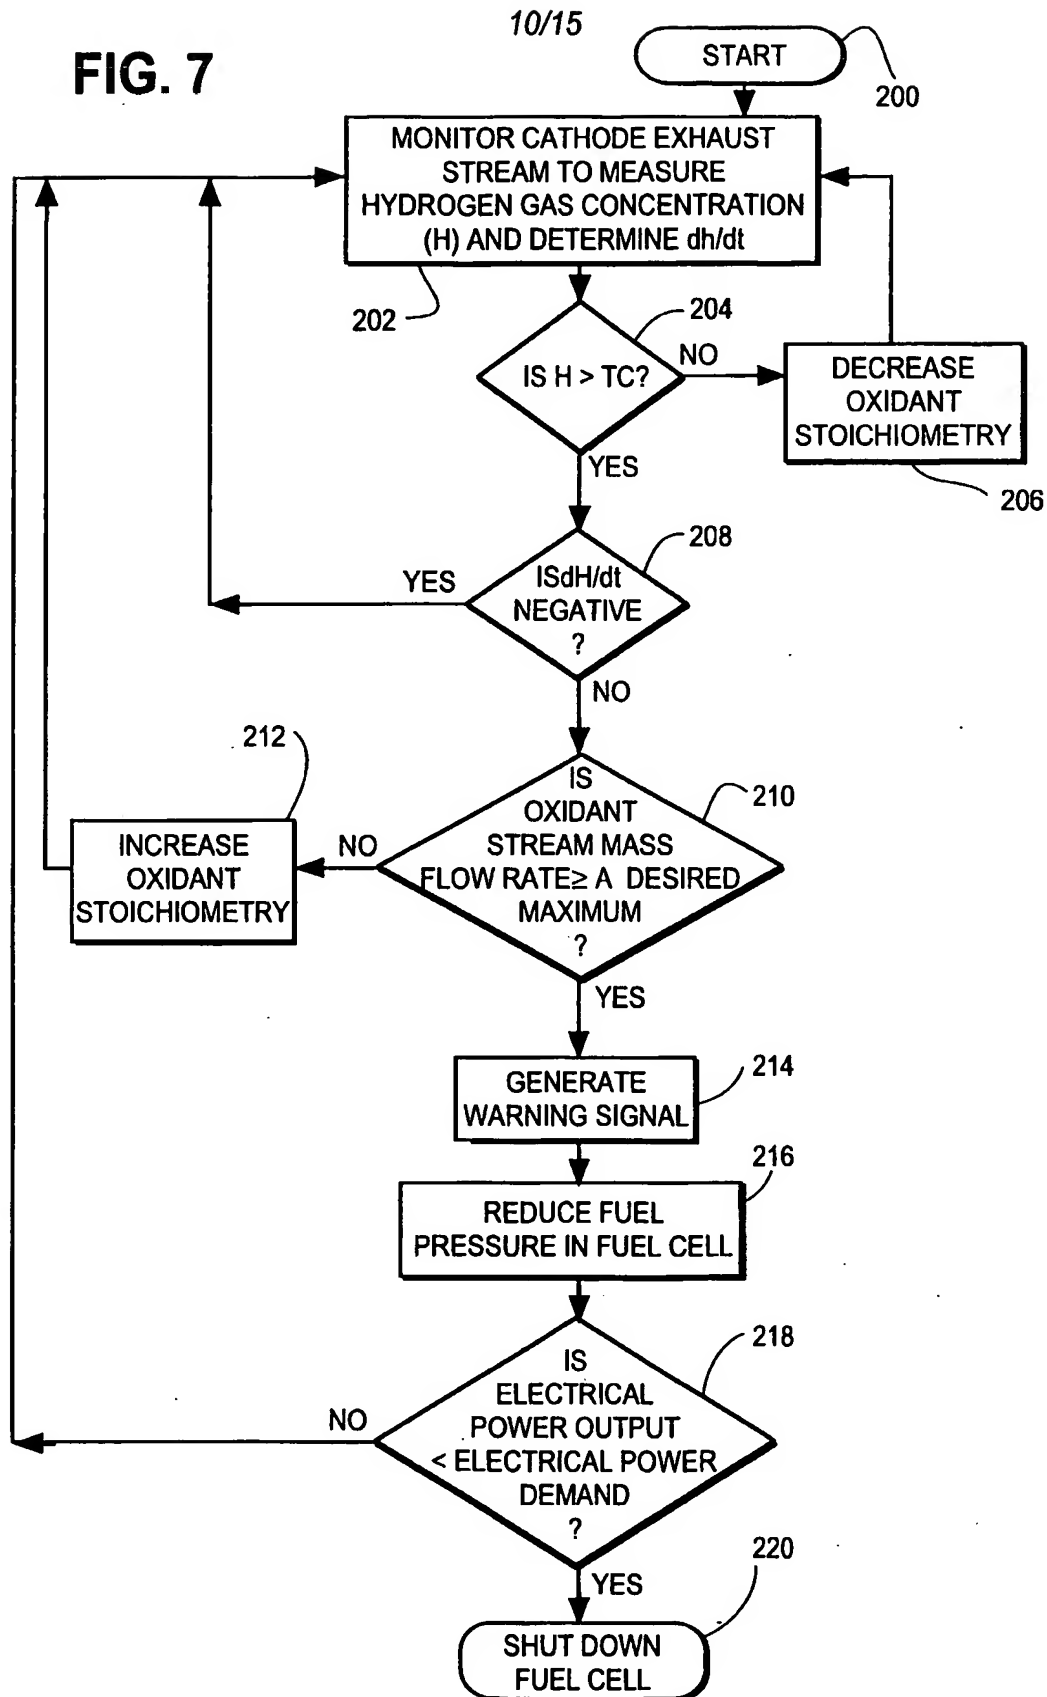 10/15
FIG. 7
START
200
MONITOR CATHODE EXHAUST
STREAM TO MEASURE
HYDROGEN GAS CONCENTRATION
(H) AND DETERMINE dh/dt
202
204
IS H > TC?
NO
DECREASE
OXIDANT
STOICHIOMETRY
206
YES
208
ISdH/dt
NEGATIVE
?
YES
NO
212
210
IS
OXIDANT
STREAM MASS
FLOW RATE≥ A DESIRED
MAXIMUM
?
NO
INCREASE
OXIDANT
STOICHIOMETRY
YES
214
GENERATE
WARNING SIGNAL
216
REDUCE FUEL
PRESSURE IN FUEL CELL
218
IS
ELECTRICAL
POWER OUTPUT
< ELECTRICAL POWER
DEMAND
?
NO
YES
220
SHUT DOWN
FUEL CELL